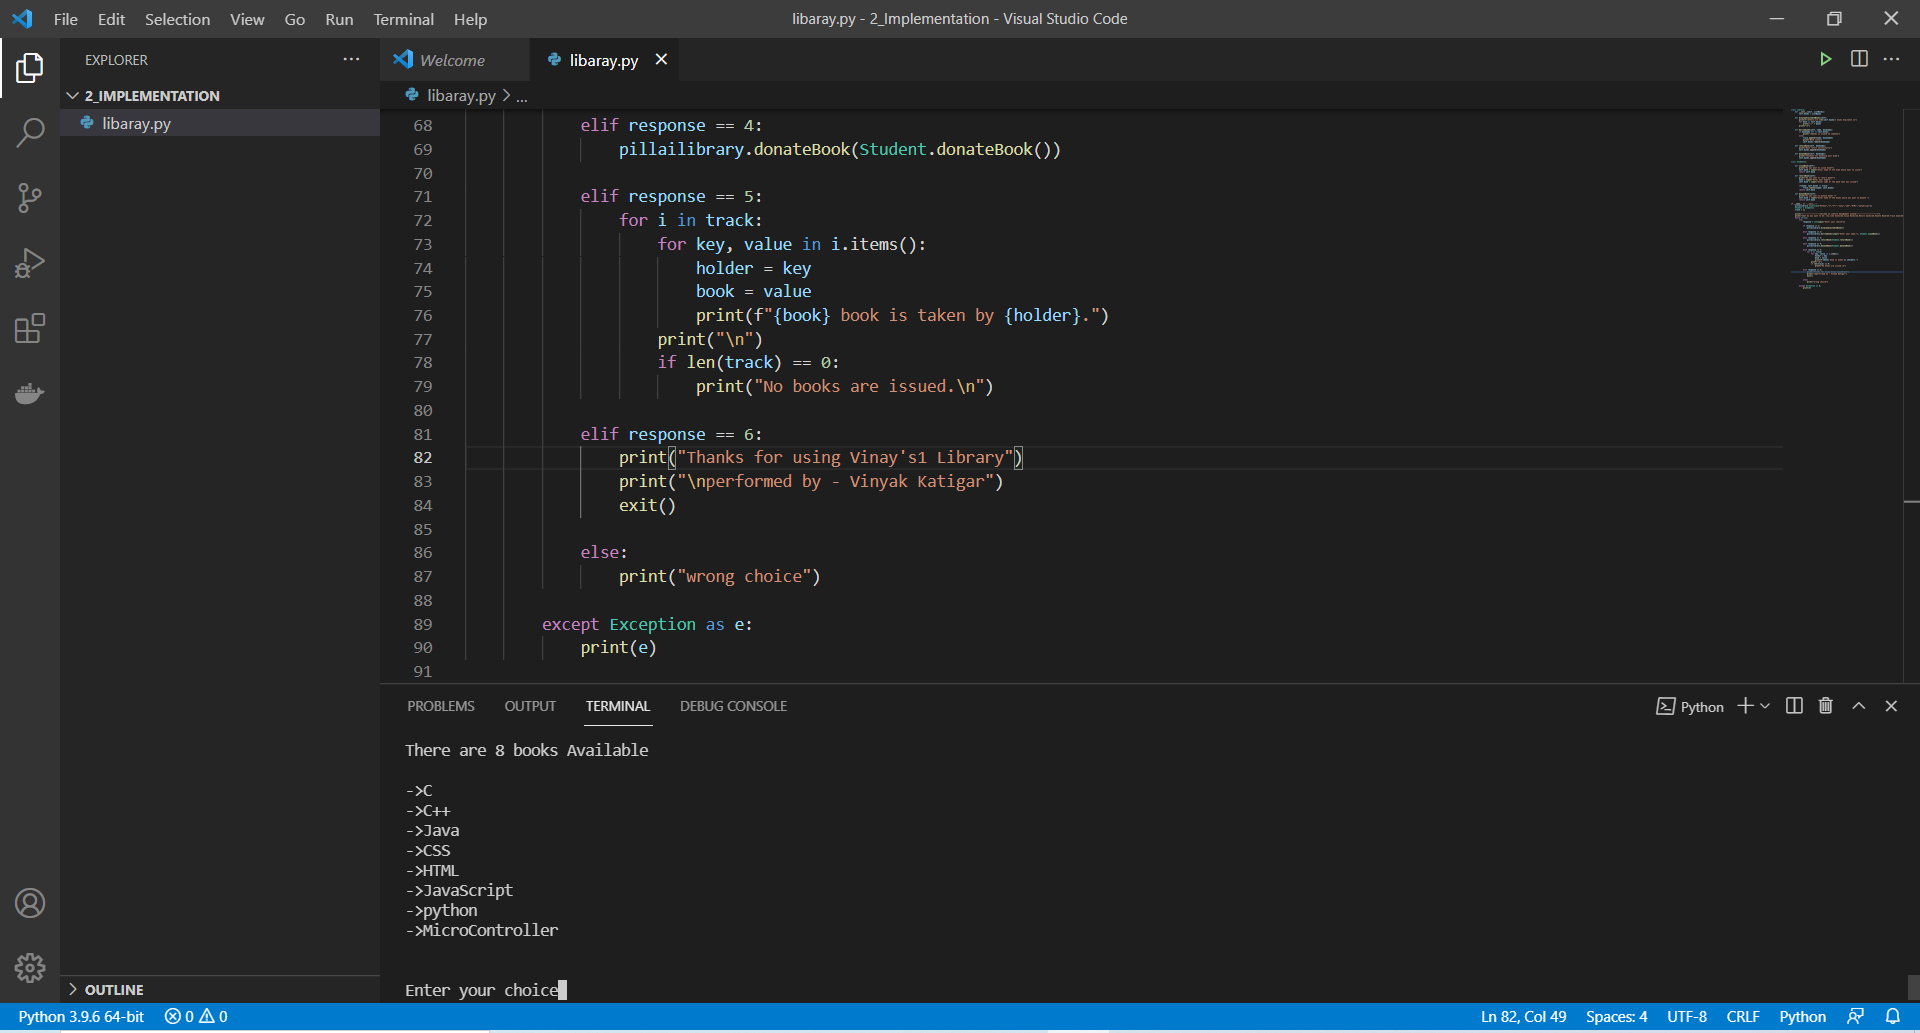 File Edit Selection View Go Run Terminal Help
libaray.py - 2_Implementation - Visual Studio Code
EXPLORER
2_IMPLEMENTATION
libaray.py
OUTLINE
Welcome
libaray.py
libaray.py > ...
68 elif response == 4:
69 pillailibrary.donateBook(Student.donateBook())
70
71 elif response == 5:
72 for i in track:
73 for key, value in i.items():
74 holder = key
75 book = value
76 print(f"{book} book is taken by {holder}.")
77 print("\n")
78 if len(track) == 0:
79 print("No books are issued.\n")
80
81 elif response == 6:
82 print("Thanks for using Vinay's1 Library")
83 print("\nperformed by - Vinyak Katigar")
84 exit()
85
86 else:
87 print("wrong choice")
88
89 except Exception as e:
90 print(e)
91
PROBLEMS OUTPUT TERMINAL DEBUG CONSOLE
Python
There are 8 books Available
->C
->C++
->Java
->CSS
->HTML
->JavaScript
->python
->MicroController
Enter your choice
Python 3.9.6 64-bit 0 0
Ln 82, Col 49 Spaces: 4 UTF-8 CRLF Python